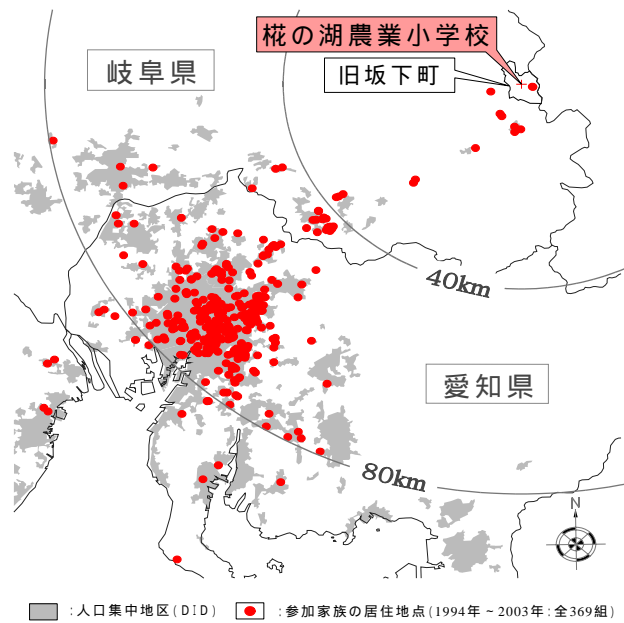 椛の湖農業小学校
岐阜県
旧坂下町
40km
愛知県
80km
N
:人口集中地区(DID)
:参加家族の居住地点(1994年~2003年:全369組)